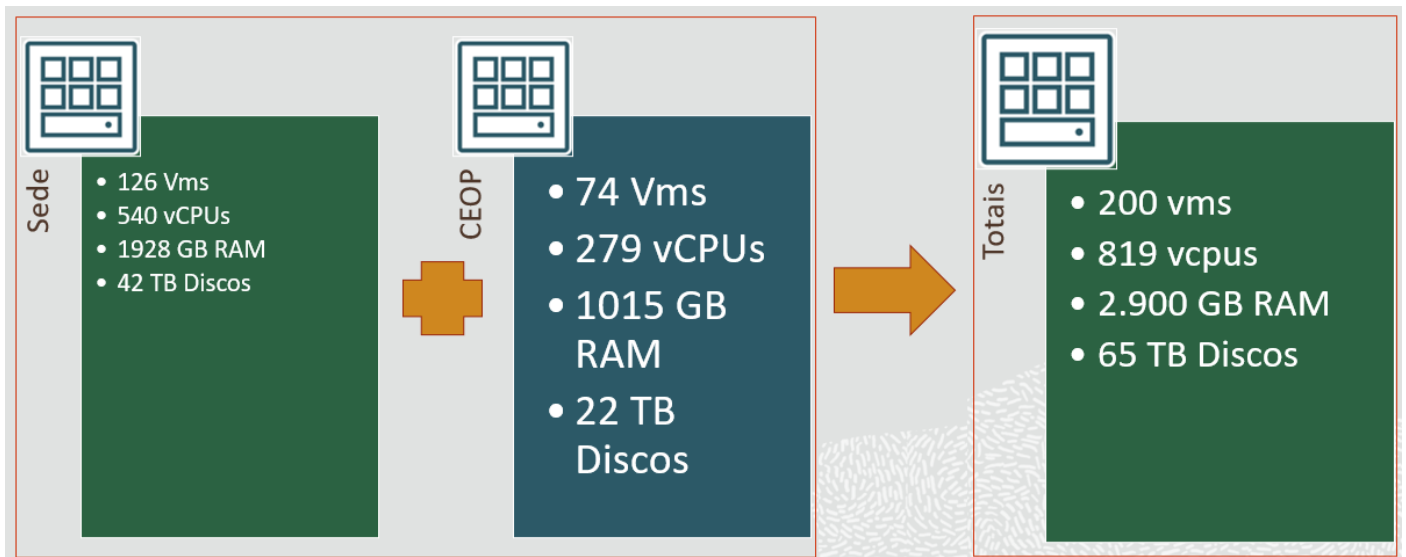 Sede
• 126 Vms
• 540 vCPUs
• 1928 GB RAM
• 42 TB Discos
CEOP
• 74 Vms
• 279 vCPUs
• 1015 GB
RAM
• 22 TB
Discos
Totais
• 200 vms
• 819 vcpus
• 2.900 GB RAM
• 65 TB Discos